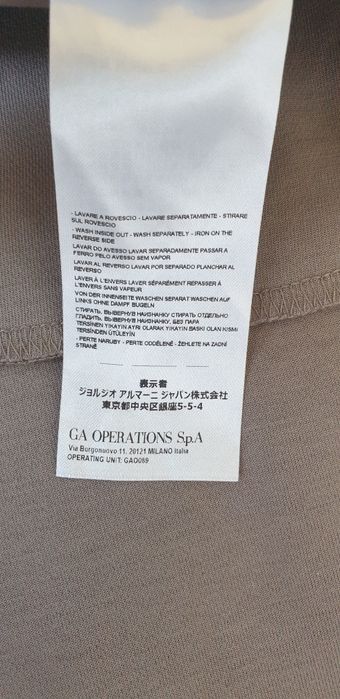 - LAVARE A ROVESCIO - LAVARE SEPARATAMENTE - STIRARE
SUL ROVESCIO
- WASH INSIDE OUT - WASH SEPARATELY - IRON ON THE
REVERSE SIDE
LAVAR DO AVESSO LAVAR SEPARADAMENTE PASSAR A
FERRO PELO AVESSO SEM VAPOR
LAVAR AL REVERSO LAVAR POR SEPARADO PLANCHAR AL
REVERSO
LAVER À L'ENVERS LAVER SÉPARÉMENT REPASSER À
L'ENVERS SANS VAPEUR
VON DER INNENSEITE WASCHEN SEPARAT WASCHEN AUF
LINKS OHNE DAMPF BUGELN
СТИРАТЬ, ВЫВЕРНУВ НАИЗНАНКУ СТИРАТЬ ОТДЕЛЬНО
ГЛАДИТЬ, ВЫВЕРНУВ НАИЗНАНКУ, БЕЗ ПАРА
TERSİNEN YIKAYIN AYRI OLARAK YIKAYIN BASKI OLAN KISMI
TERSİNDEN ÜTÜLEYİN
- PERTE NARUBY - PERTE ODDĚLENĚ - ŽEHLETE NA ZADNÍ
STRANĚ
表示者
ジョルジオ アルマーニ ジャパン株式会社
東京都中央区銀座5-5-4
GA OPERATIONS S.p.A
Via Borgonuovo 11, 20121 MILANO Italia
OPERATING UNIT: GAO089